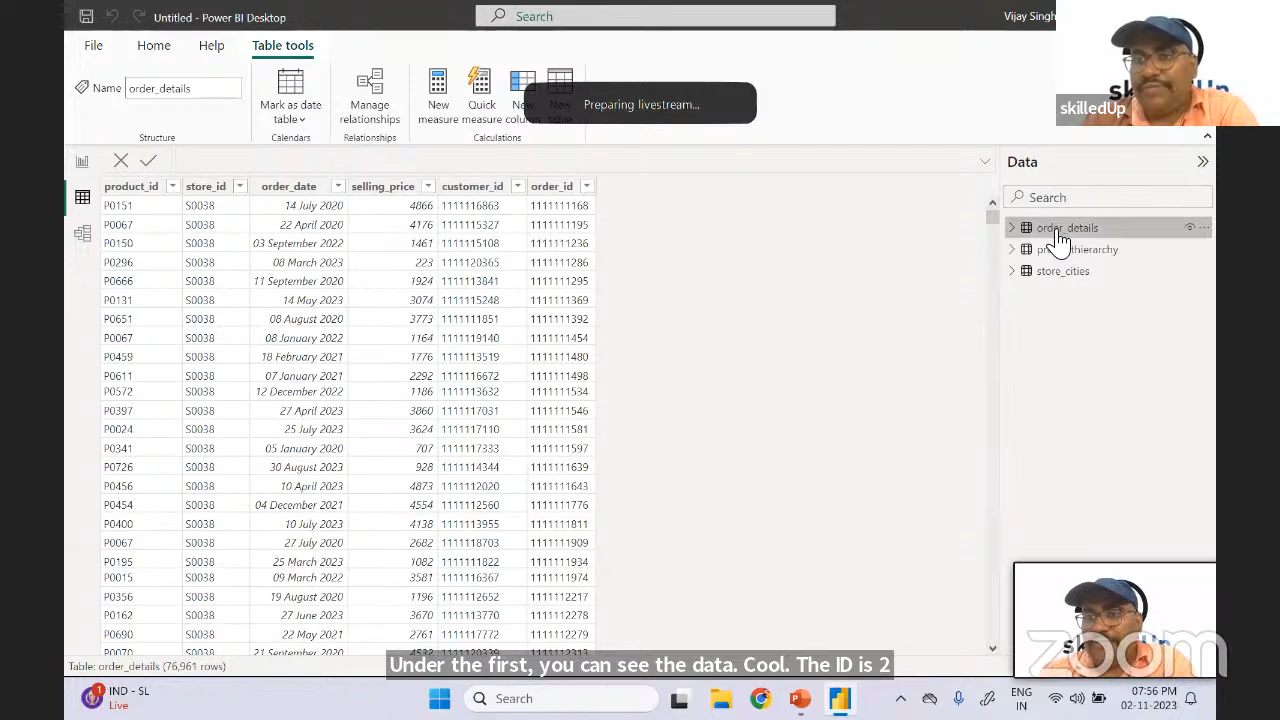 Untitled - Power BI Desktop
Search
Vijay Singh
File
Home
Help
Table tools
Name
order_details
Mark as date
table
Manage
relationships
New
measure
Quick
measure
New
column
New
table
Structure
Calendars
Relationships
Calculations
Preparing livestream...
skilledUp
Data
Search
order_details
store_cities
product_id store_id order_date selling_price customer_id order_id
P0151 S0038 14 July 2020 4866 1111116863 1111111168
P0067 S0038 22 April 2020 4176 1111115327 1111111195
P0150 S0038 03 September 2022 1461 1111115108 1111111236
P0296 S0038 08 March 2023 223 1111120365 1111111286
P0666 S0038 11 September 2020 1924 1111113841 1111111295
P0131 S0038 14 May 2023 3074 1111115248 1111111369
P0651 S0038 08 August 2020 3773 1111111851 1111111392
P0067 S0038 08 January 2022 1164 1111119140 1111111454
P0459 S0038 18 February 2021 1776 1111113519 1111111480
P0611 S0038 07 January 2021 2292 1111116672 1111111498
P0572 S0038 12 December 2022 1186 1111113632 1111111534
P0397 S0038 27 April 2023 3860 1111117031 1111111546
P0024 S0038 25 July 2023 3624 1111117110 1111111581
P0341 S0038 05 January 2020 707 1111117333 1111111597
P0726 S0038 30 August 2023 928 1111114344 1111111639
P0456 S0038 10 April 2023 4873 1111112020 1111111643
P0454 S0038 04 December 2021 4554 1111112560 1111111776
P0400 S0038 10 July 2023 4138 1111113955 1111111811
P0067 S0038 27 July 2020 2682 1111118703 1111111909
P0195 S0038 25 March 2023 1082 1111111822 1111111934
P0015 S0038 09 March 2022 3581 1111116367 1111111974
P0356 S0038 19 August 2020 1196 1111112652 1111112217
P0162 S0038 27 June 2023 3670 1111113770 1111112278
P0690 S0038 22 May 2021 2761 1111117772 1111112279
P0070 S0038 21 September 2020
Table: order_details (76,961 rows)
Under the first, you can see the data. Cool. The ID is 2
zoom
IND - SL
Live
1
Search
ENG
IN
07:56 PM
02-11-2023